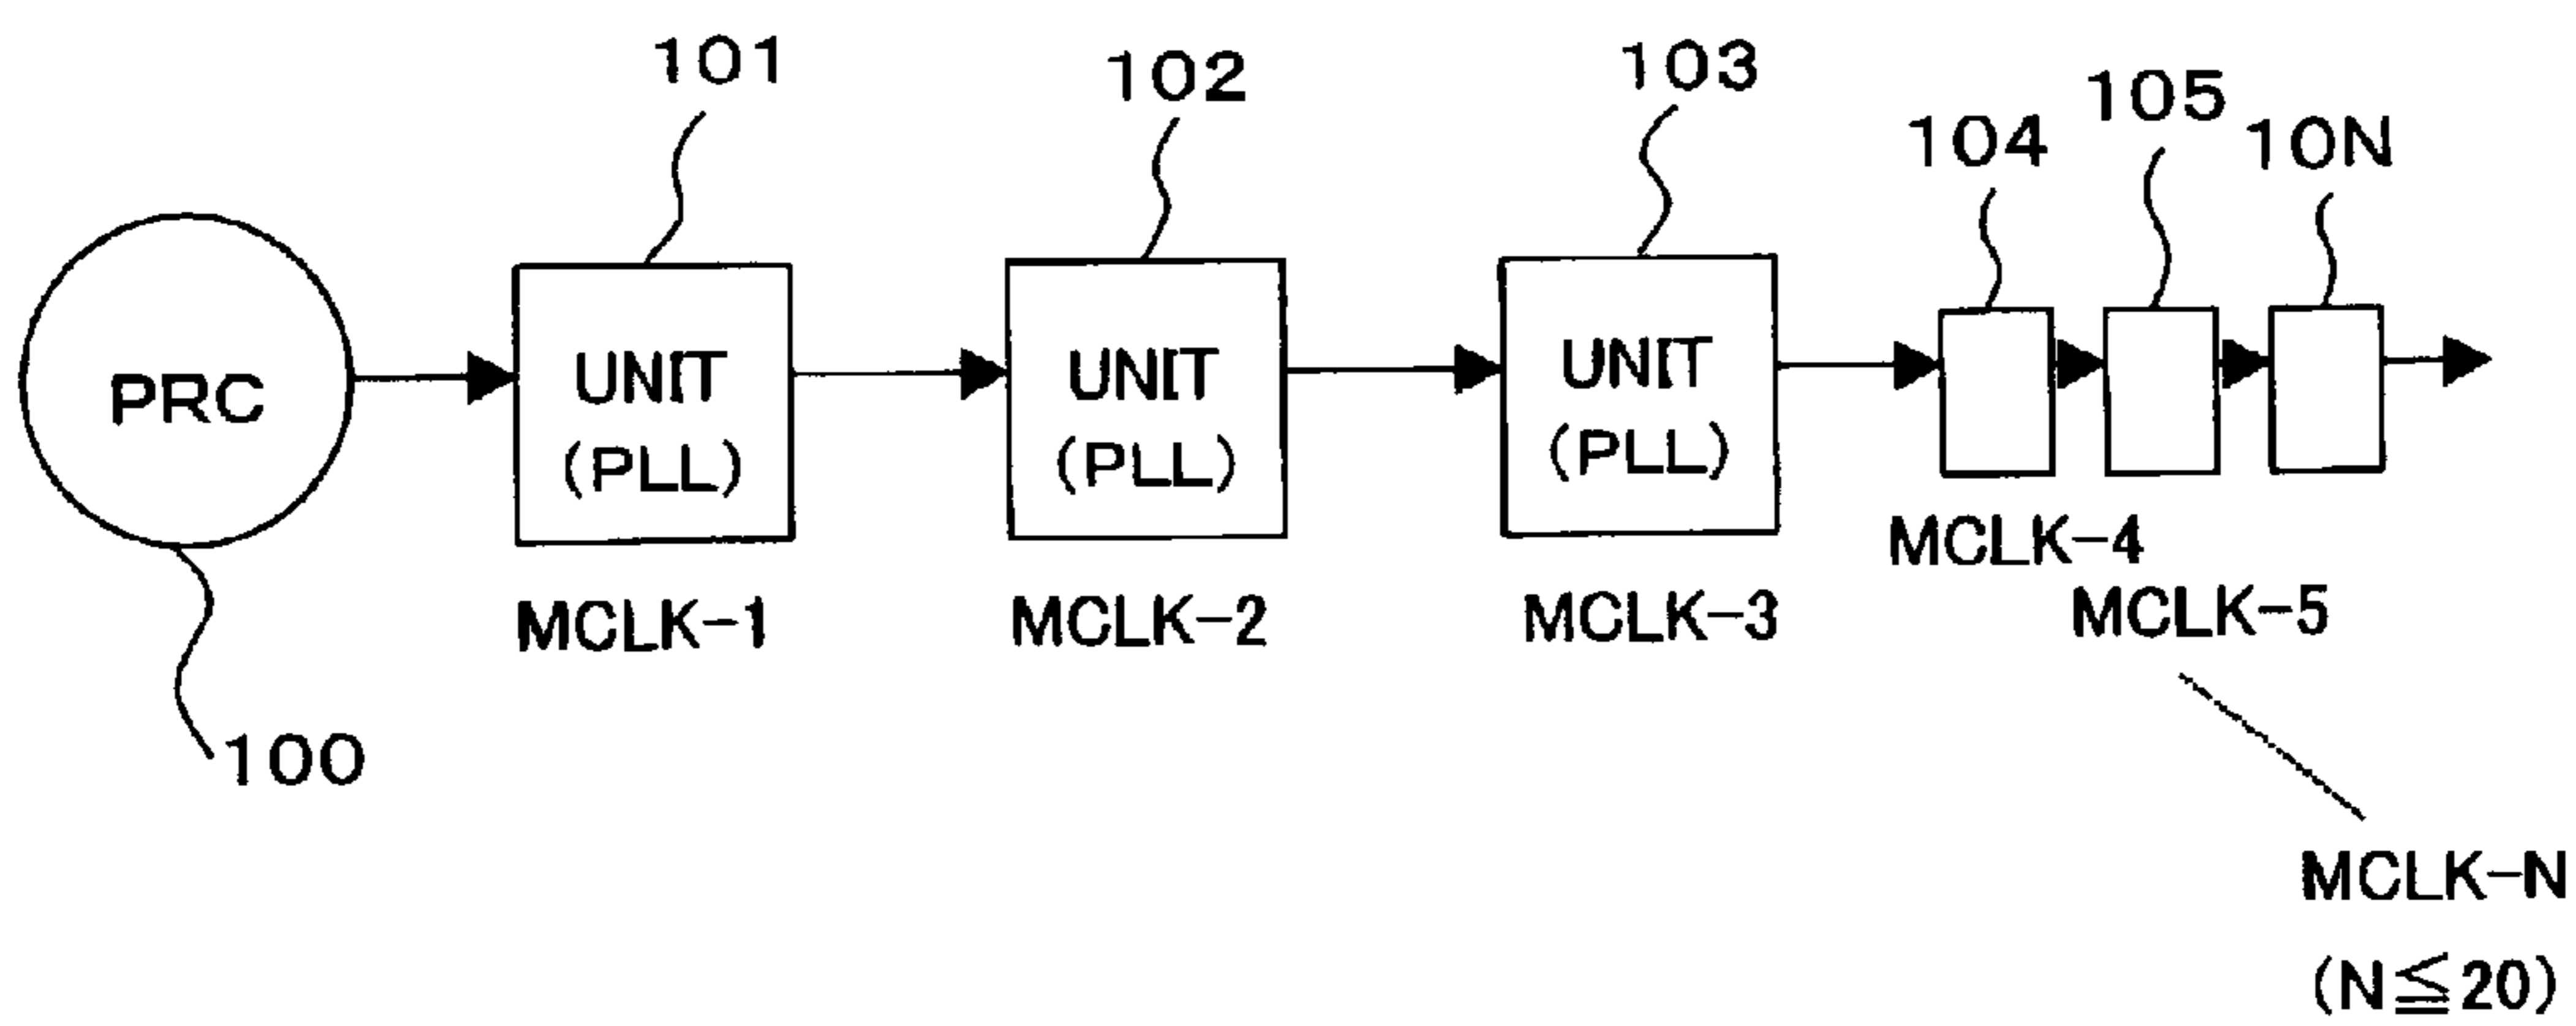 101
102
103
104
105
10N
PRC
UNIT
(PLL)
UNIT
(PLL)
UNIT
(PLL)
MCLK-1
MCLK-2
MCLK-3
MCLK-4
MCLK-5
100
MCLK-N
(N≦20)